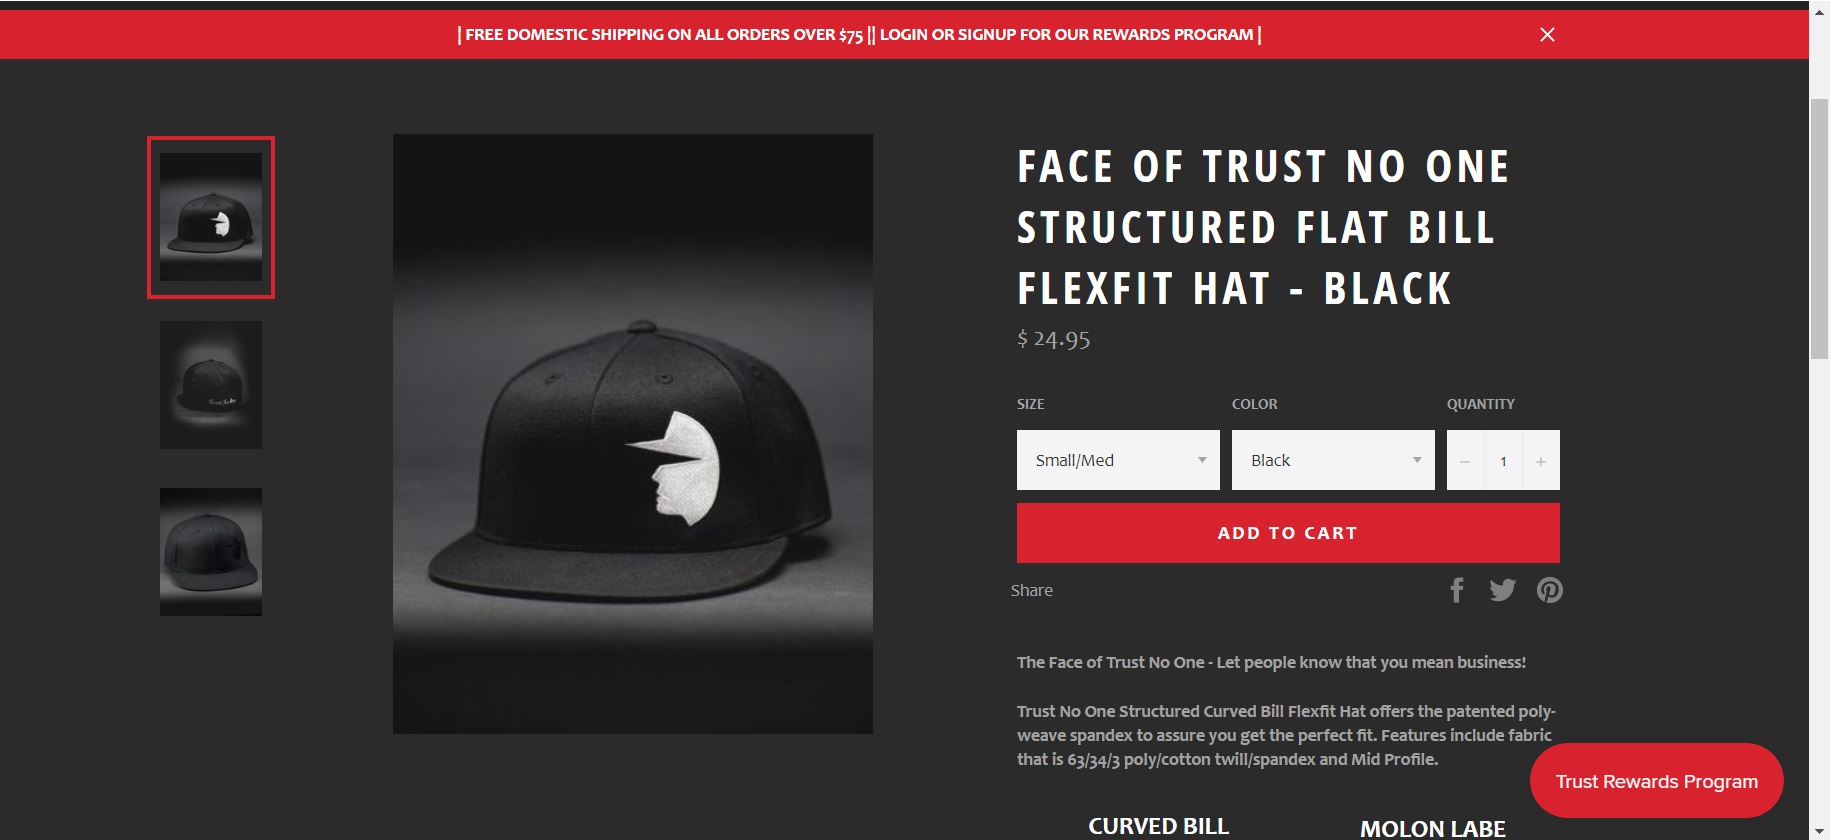 | FREE DOMESTIC SHIPPING ON ALL ORDERS OVER $75 || LOGIN OR SIGNUP FOR OUR REWARDS PROGRAM |
FACE OF TRUST NO ONE
STRUCTURED FLAT BILL
FLEXFIT HAT - BLACK
$ 24.95
SIZE COLOR QUANTITY
Small/Med Black − 1 +
ADD TO CART
Share
The Face of Trust No One - Let people know that you mean business!
Trust No One Structured Curved Bill Flexfit Hat offers the patented poly-
weave spandex to assure you get the perfect fit. Features include fabric
that is 63/34/3 poly/cotton twill/spandex and Mid Profile.
Trust Rewards Program
CURVED BILL MOLON LABE